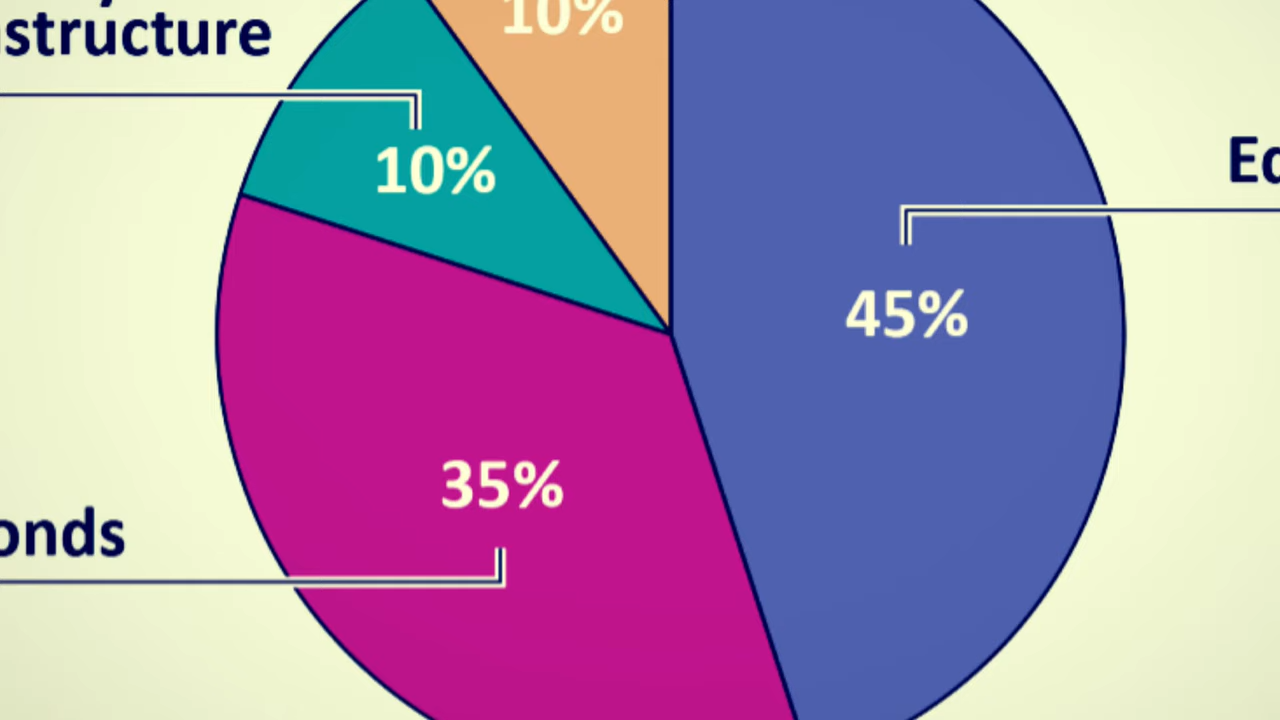 structure
10%
10%
45%
35%
onds